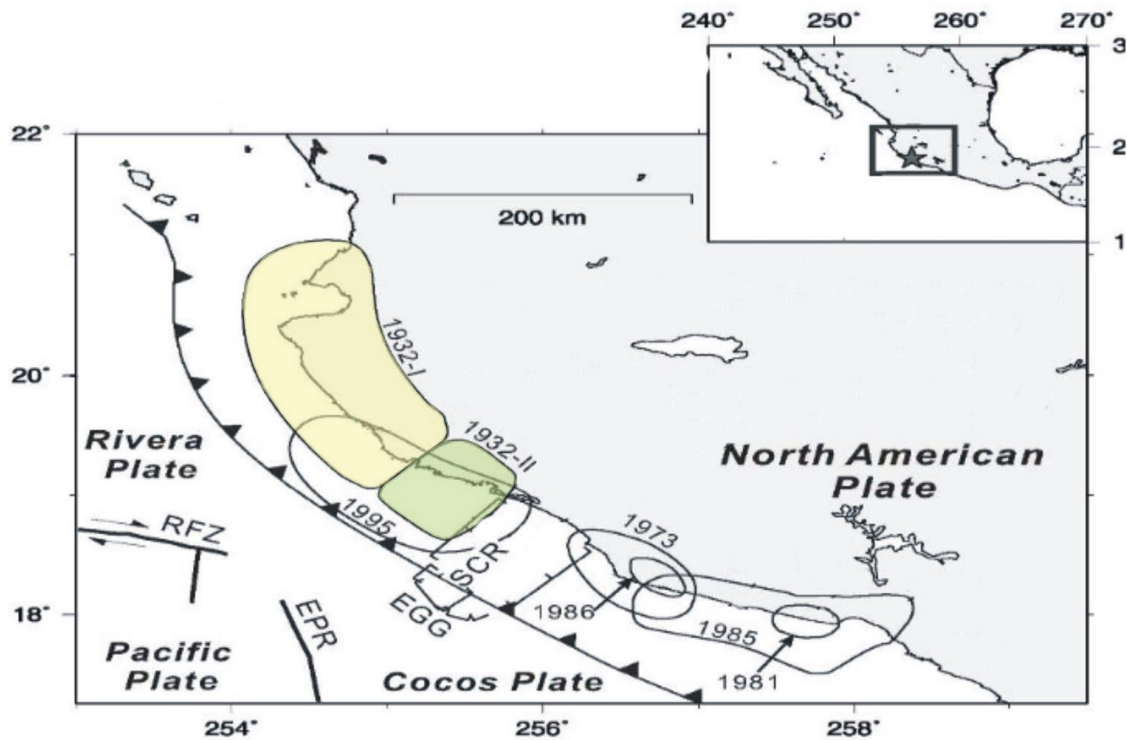 240° 250° 260° 270°
3
2
1
22°
20°
18°
200 km
1932-I
1932-II
1995
1973
1986
1985
1981
Rivera
Plate
North American
Plate
RFZ
SCR
EGG
EPR
Pacific
Plate
Cocos Plate
254° 256° 258°